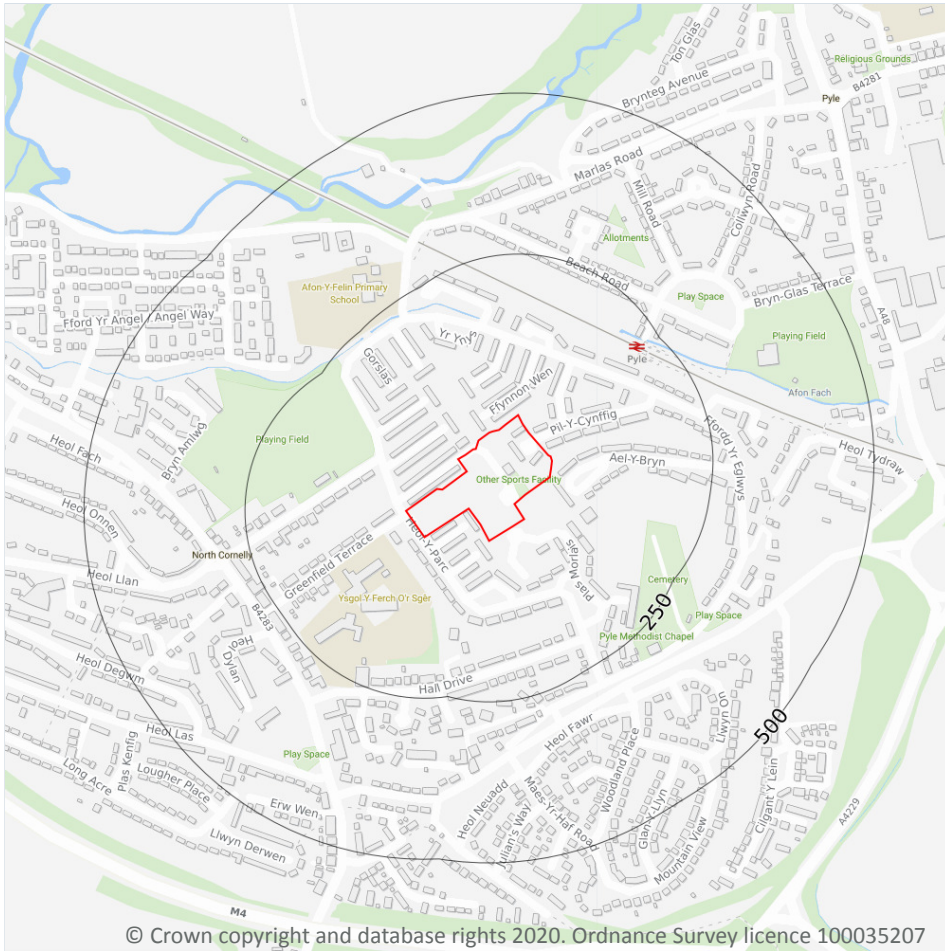 Ton Glas
Religious Grounds
B4281
Brynteg Avenue
Pyle
Marlas Road
Mill Road
Collwyn Road
Allotments
Beach Road
Afon-Y-Felin Primary
School
Play Space
Bryn-Glas Terrace
A48
Fford Yr Angel / Angel Way
Yr Ynys
Playing Field
Pyle
Gorslas
Ffynnon Wen
Afon Fach
Pil-Y-Cynffig
Ffordd Yr Eglwys
Heol Fach
Bryn Amlwg
Playing Field
Heol Tydraw
Ael-Y-Bryn
Other Sports Facility
Heol Onnen
Heol-Y-Parc
North Cornelly
Greenfield Terrace
Plas Morlais
Heol Llan
Cemetery
Ysgol Y Ferch O'r Sgêr
250
Play Space
B4283
Pyle Methodist Chapel
Heol
Dylan
Heol Degwm
Hall Drive
Llwyn On
500
Heol Las
Heol Fawr
Play Space
Plas Kenfig
Woodland Place
Long Acre
Lougher Place
Cilgant Y Lein
Glan-Y-Llyn
Erw Wen
Heol Neuadd
Maes-Yr-Haf Road
A4229
Llwyn Derwen
Julian's Way
Mountain View
M4
© Crown copyright and database rights 2020. Ordnance Survey licence 100035207